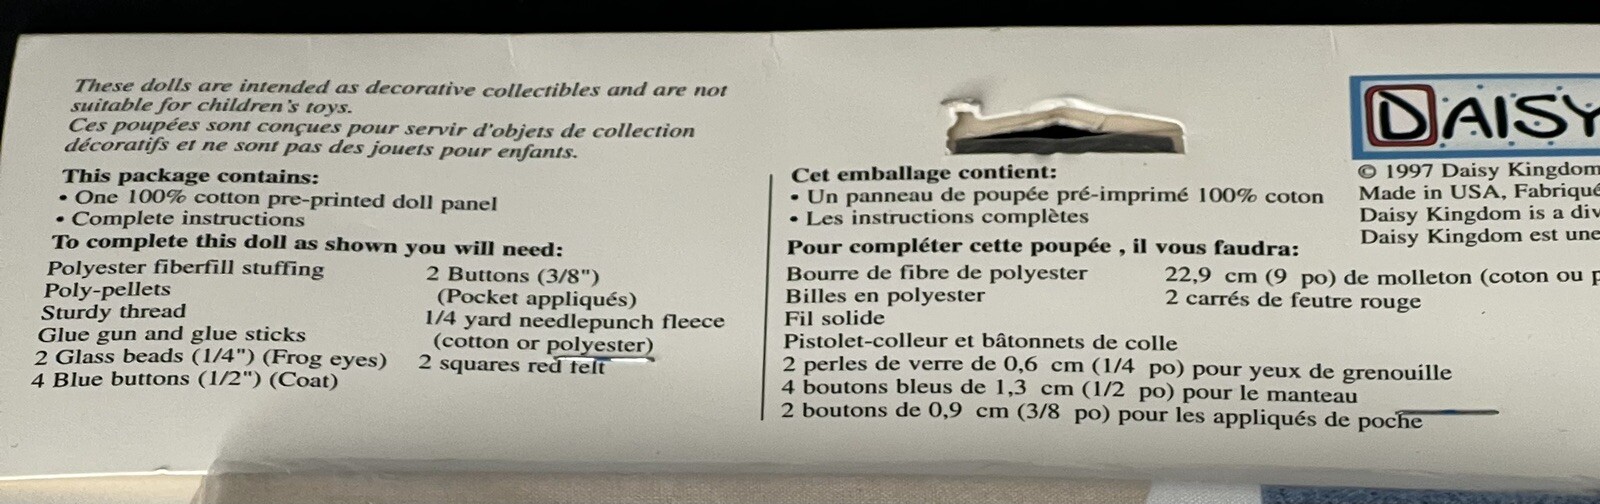 These dolls are intended as decorative collectibles and are not
suitable for children's toys.
Ces poupées sont conçues pour servir d'objets de collection
décoratifs et ne sont pas des jouets pour enfants.
This package contains:
• One 100% cotton pre-printed doll panel
• Complete instructions
To complete this doll as shown you will need:
Polyester fiberfill stuffing
Poly-pellets
Sturdy thread
Glue gun and glue sticks
2 Glass beads (1/4") (Frog eyes)
4 Blue buttons (1/2") (Coat)
2 Buttons (3/8")
(Pocket appliqués)
1/4 yard needlepunch fleece
(cotton or polyester)
2 squares red felt
Cet emballage contient:
• Un panneau de poupée pré-imprimé 100% coton
• Les instructions complètes
Pour compléter cette poupée , il vous faudra:
Bourre de fibre de polyester
Billes en polyester
Fil solide
Pistolet-colleur et bâtonnets de colle
2 perles de verre de 0,6 cm (1/4 po) pour yeux de grenouille
4 boutons bleus de 1,3 cm (1/2 po) pour le manteau
2 boutons de 0,9 cm (3/8 po) pour les appliqués de poche
22,9 cm (9 po) de molleton (coton ou
2 carrés de feutre rouge
DAISY
© 1997 Daisy Kingdom
Made in USA, Fabriqué
Daisy Kingdom is a
Daisy Kingdom est une